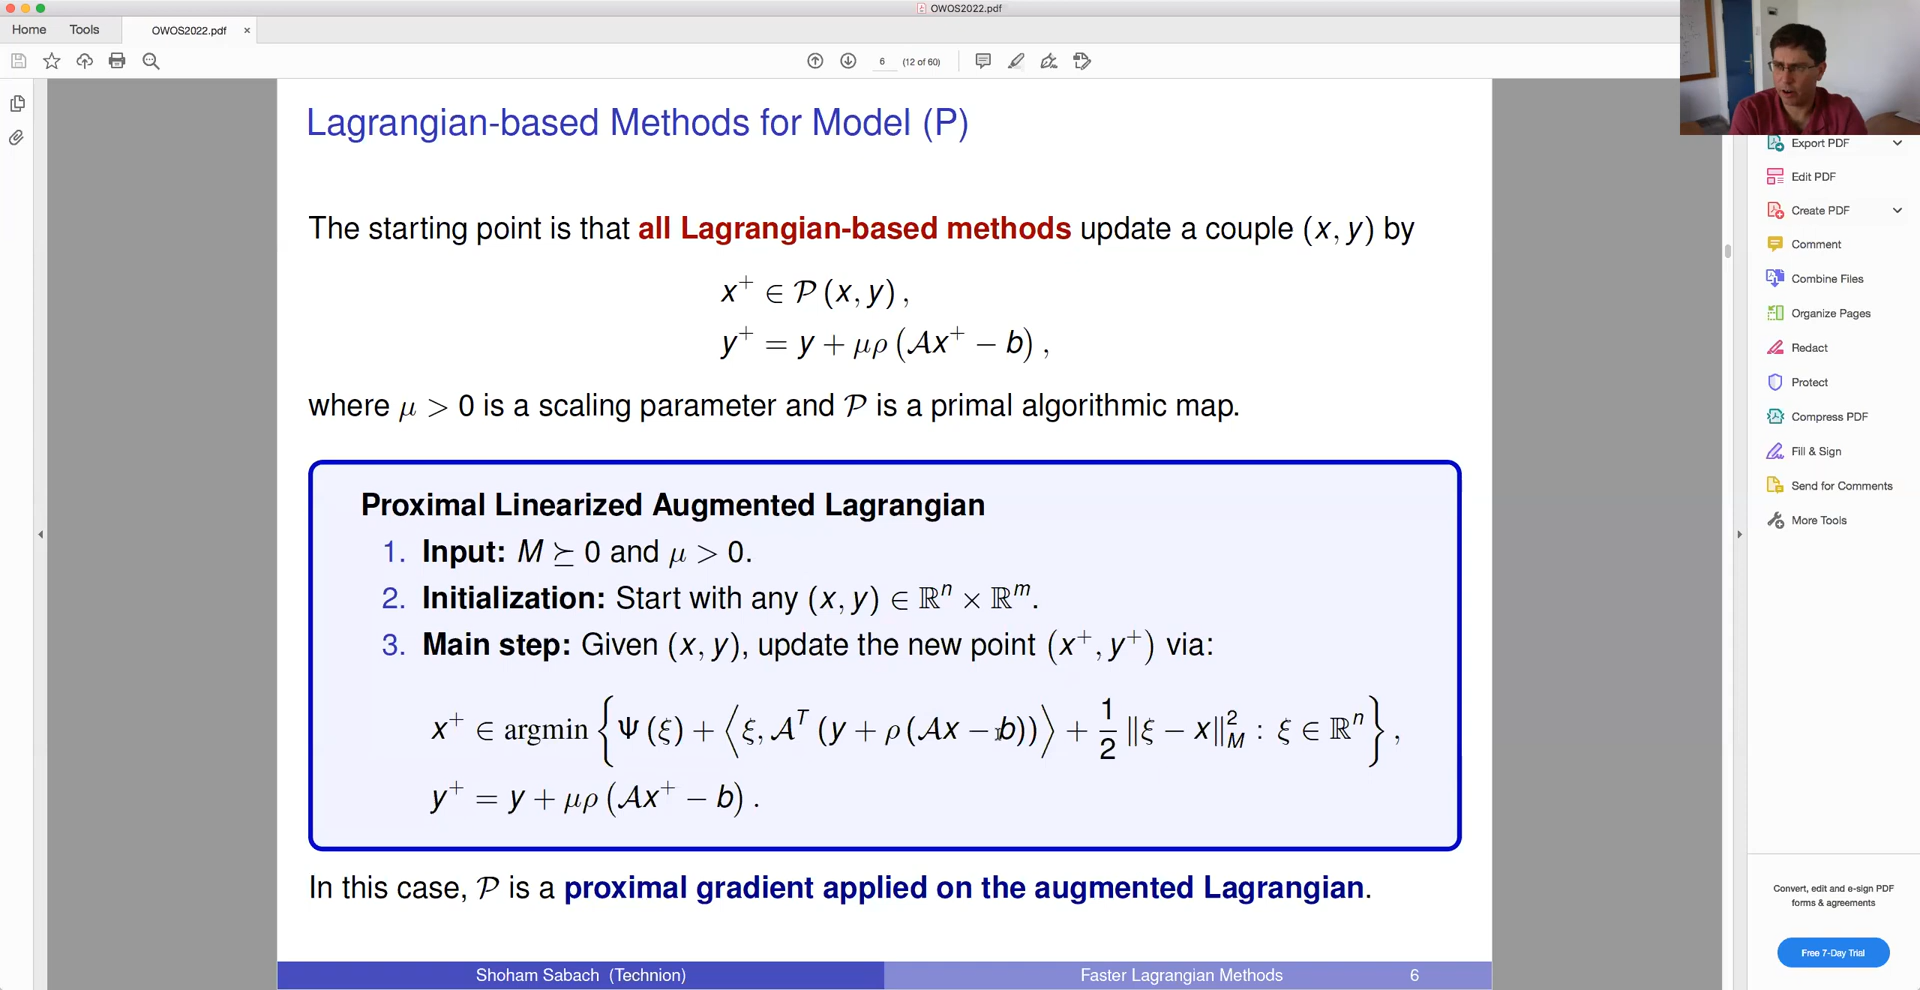 OWOS2022.pdf
Home Tools OWOS2022.pdf ×
6 (12 of 60)
Lagrangian-based Methods for Model (P)
The starting point is that all Lagrangian-based methods update a couple (x, y) by
x⁺ ∈ 𝒫 (x, y) ,
y⁺ = y + μρ (𝒜x⁺ − b) ,
where μ > 0 is a scaling parameter and 𝒫 is a primal algorithmic map.
Proximal Linearized Augmented Lagrangian
1. Input: M ⪰ 0 and μ > 0.
2. Initialization: Start with any (x, y) ∈ ℝⁿ × ℝᵐ.
3. Main step: Given (x, y), update the new point (x⁺, y⁺) via:
x⁺ ∈ argmin { Ψ (ξ) + ⟨ξ, 𝒜ᵀ (y + ρ (𝒜x − b))⟩ + 1/2 ‖ξ − x‖²_M : ξ ∈ ℝⁿ } ,
y⁺ = y + μρ (𝒜x⁺ − b) .
In this case, 𝒫 is a proximal gradient applied on the augmented Lagrangian.
Shoham Sabach (Technion) Faster Lagrangian Methods 6
Export PDF
Edit PDF
Create PDF
Comment
Combine Files
Organize Pages
Redact
Protect
Compress PDF
Fill & Sign
Send for Comments
More Tools
Convert, edit and e-sign PDF
forms & agreements
Free 7-Day Trial